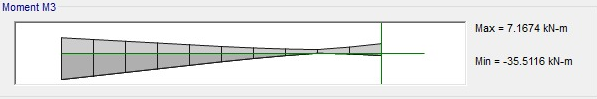 Moment M3
Max = 7.1674 kN-m
Min = -35.5116 kN-m